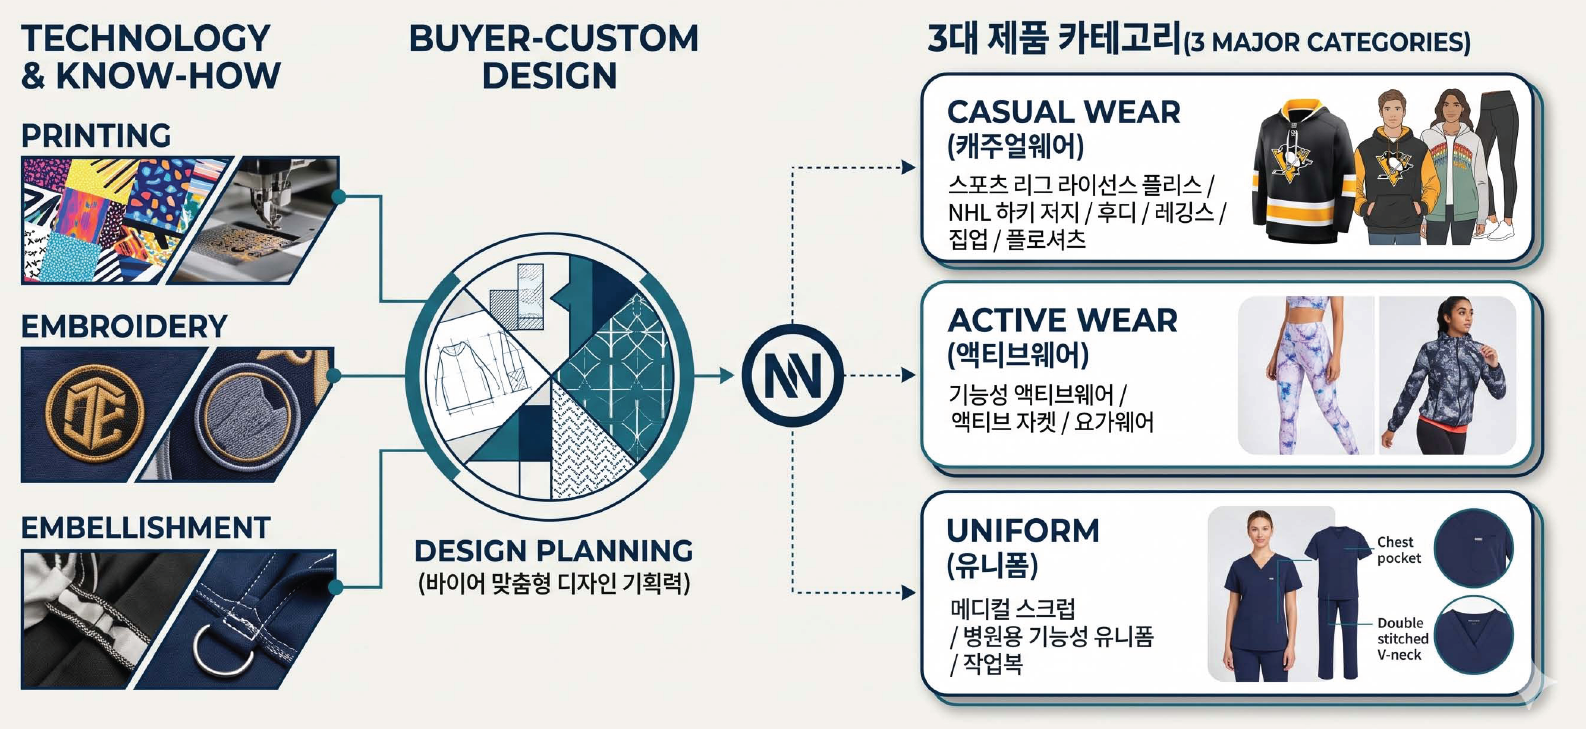 TECHNOLOGY
& KNOW-HOW
PRINTING
EMBROIDERY
EMBELLISHMENT
BUYER-CUSTOM
DESIGN
DESIGN PLANNING
(바이어 맞춤형 디자인 기획력)
3대 제품 카테고리(3 MAJOR CATEGORIES)
CASUAL WEAR
(캐주얼웨어)
스포츠 리그 라이선스 플리스 /
NHL 하키 저지 / 후디 / 레깅스 /
집업 / 플로셔츠
ACTIVE WEAR
(액티브웨어)
기능성 액티브웨어 /
액티브 자켓 / 요가웨어
UNIFORM
(유니폼)
메디컬 스크럽
/ 병원용 기능성 유니폼
/ 작업복
Chest
pocket
Double
stitched
V-neck